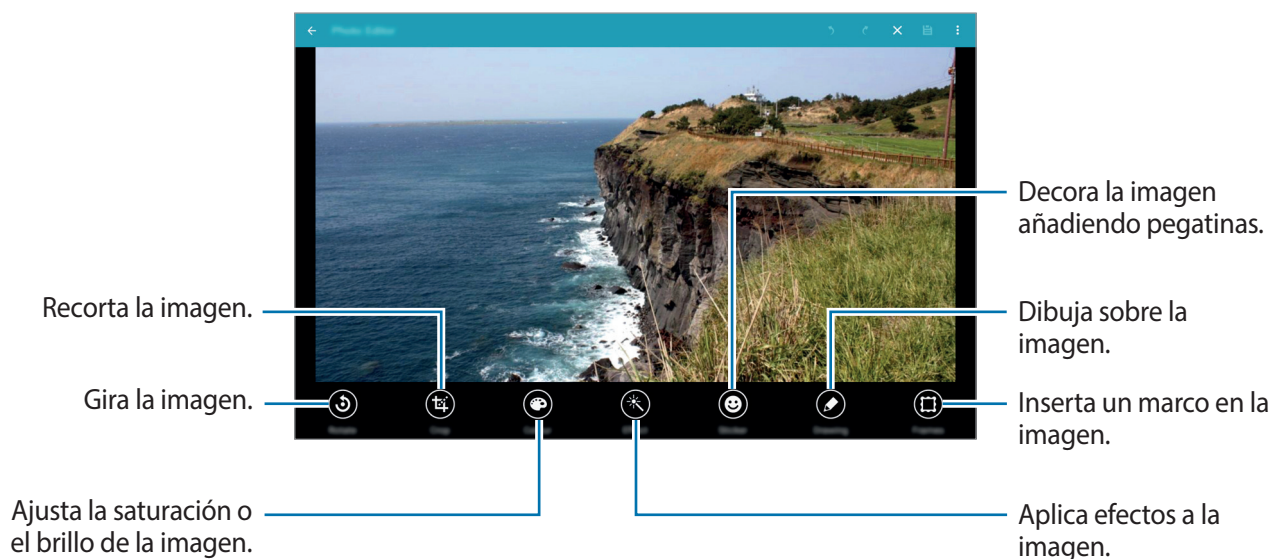 Decora la imagen
añadiendo pegatinas.
Recorta la imagen.
Dibuja sobre la
imagen.
Gira la imagen.
Inserta un marco en la
imagen.
Ajusta la saturación o
el brillo de la imagen.
Aplica efectos a la
imagen.